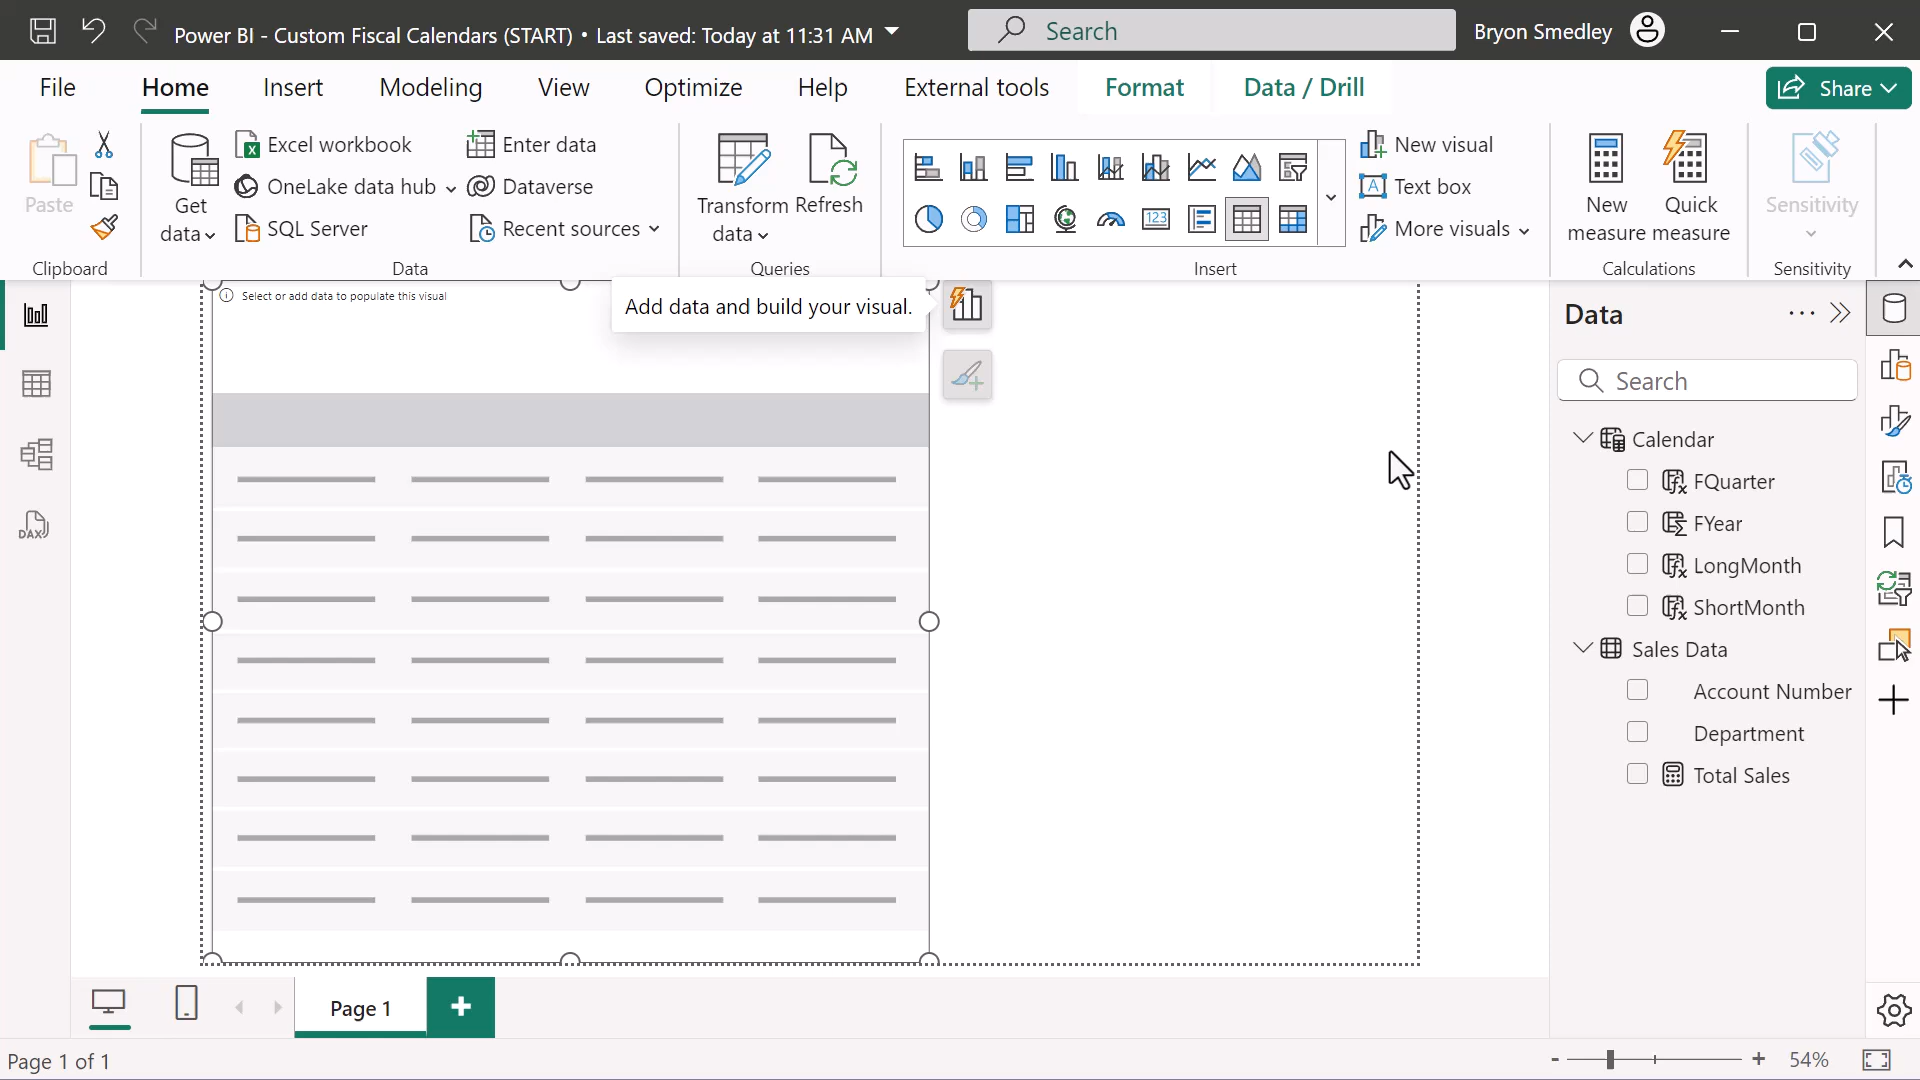 Power BI - Custom Fiscal Calendars (START) • Last saved: Today at 11:31 AM
Search
Bryon Smedley
File
Home
Insert
Modeling
View
Optimize
Help
External tools
Format
Data / Drill
Share
Paste
Clipboard
Get
data
Excel workbook
OneLake data hub
SQL Server
Enter data
Dataverse
Recent sources
Data
Transform
data
Refresh
Queries
123
New visual
A Text box
More visuals
Insert
New
measure
Quick
measure
Calculations
Sensitivity
Sensitivity
Select or add data to populate this visual
Add data and build your visual.
DAX
Data
Search
Calendar
FQuarter
FYear
LongMonth
ShortMonth
Sales Data
Account Number
Department
Total Sales
Page 1
+
Page 1 of 1
- + 54%